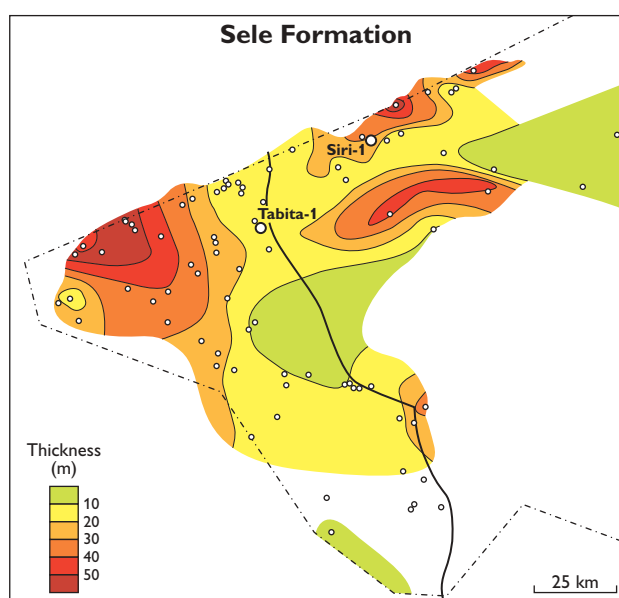 Sele Formation
Siri-1
Tabita-1
Thickness
(m)
10
20
30
40
50
25 km